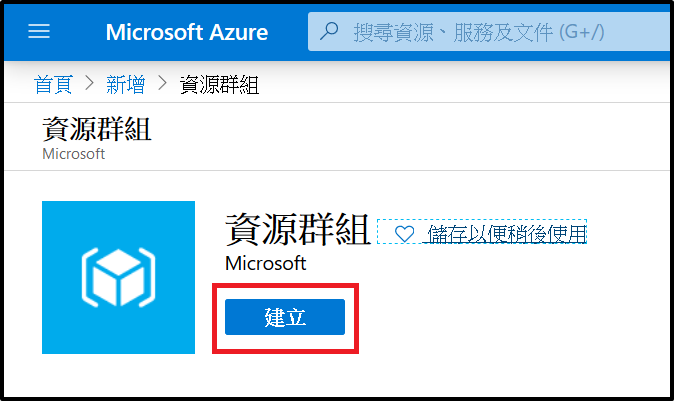 Microsoft Azure 搜尋資源、服務及文件 (G+/)
首頁 > 新增 > 資源群組
資源群組
Microsoft
資源群組 儲存以便稍後使用
Microsoft
建立